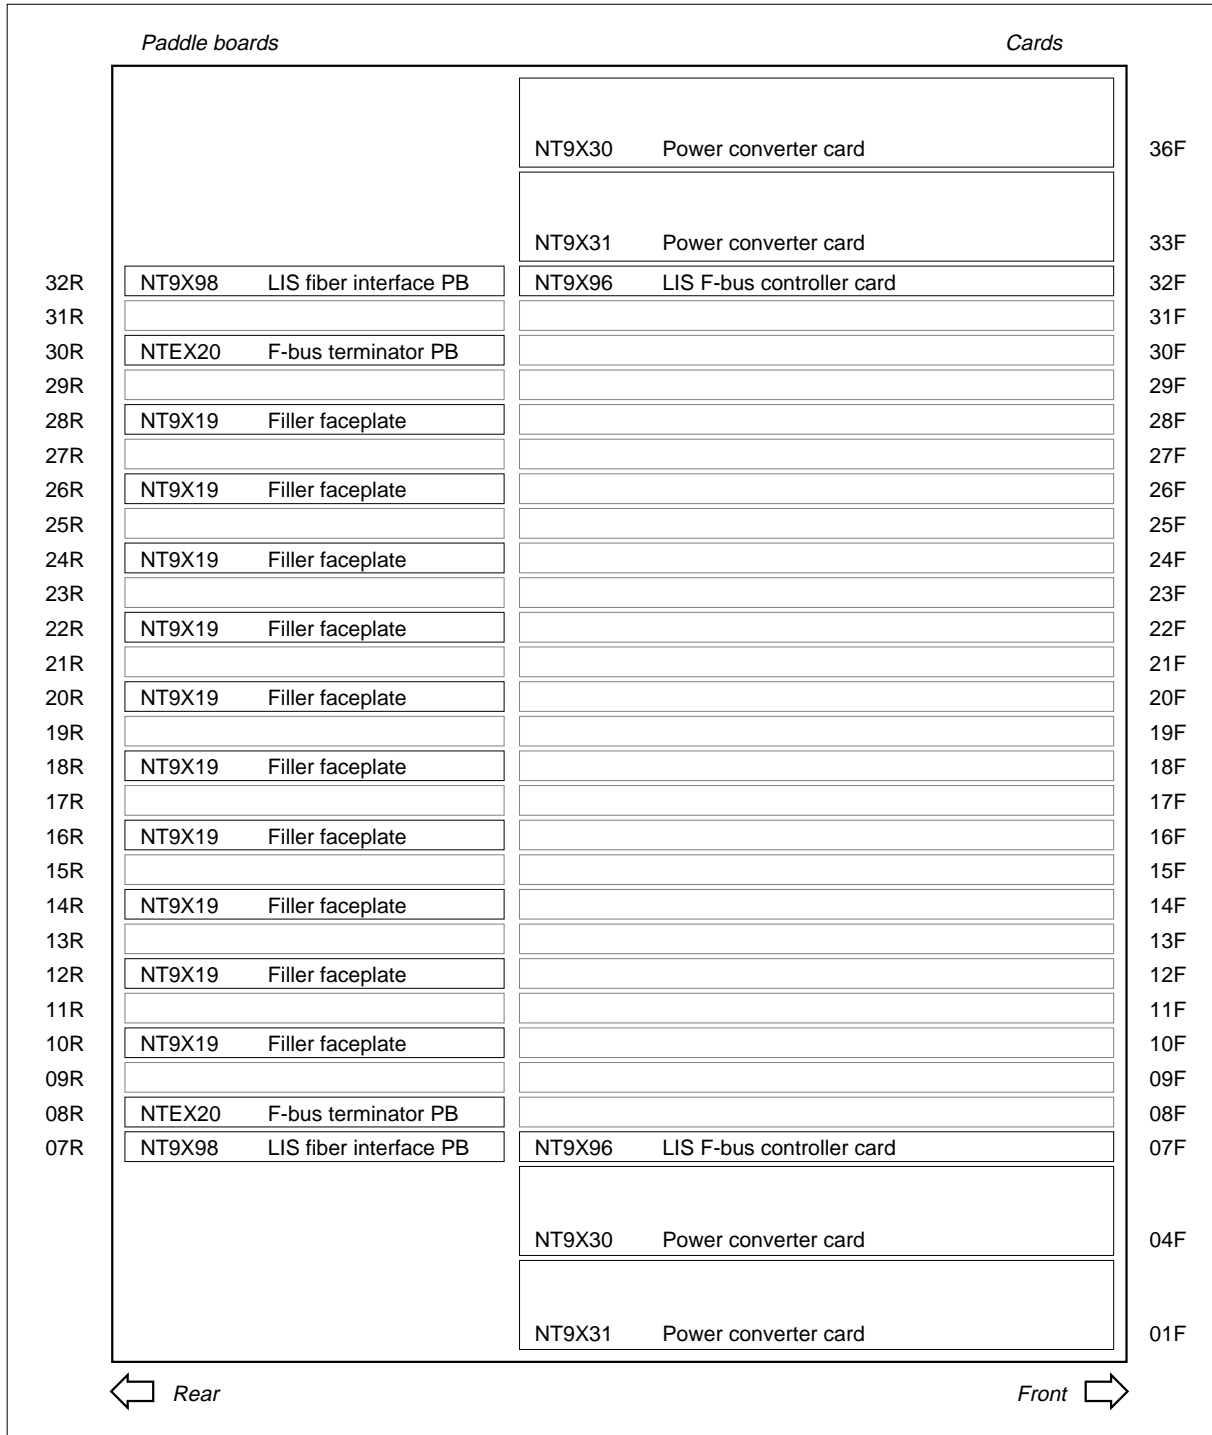 Paddle boards Cards
NT9X30 Power converter card 36F
NT9X31 Power converter card 33F
32R NT9X98 LIS fiber interface PB NT9X96 LIS F-bus controller card 32F
31R 31F
30R NTEX20 F-bus terminator PB 30F
29R 29F
28R NT9X19 Filler faceplate 28F
27R 27F
26R NT9X19 Filler faceplate 26F
25R 25F
24R NT9X19 Filler faceplate 24F
23R 23F
22R NT9X19 Filler faceplate 22F
21R 21F
20R NT9X19 Filler faceplate 20F
19R 19F
18R NT9X19 Filler faceplate 18F
17R 17F
16R NT9X19 Filler faceplate 16F
15R 15F
14R NT9X19 Filler faceplate 14F
13R 13F
12R NT9X19 Filler faceplate 12F
11R 11F
10R NT9X19 Filler faceplate 10F
09R 09F
08R NTEX20 F-bus terminator PB 08F
07R NT9X98 LIS fiber interface PB NT9X96 LIS F-bus controller card 07F
NT9X30 Power converter card 04F
NT9X31 Power converter card 01F
Rear Front